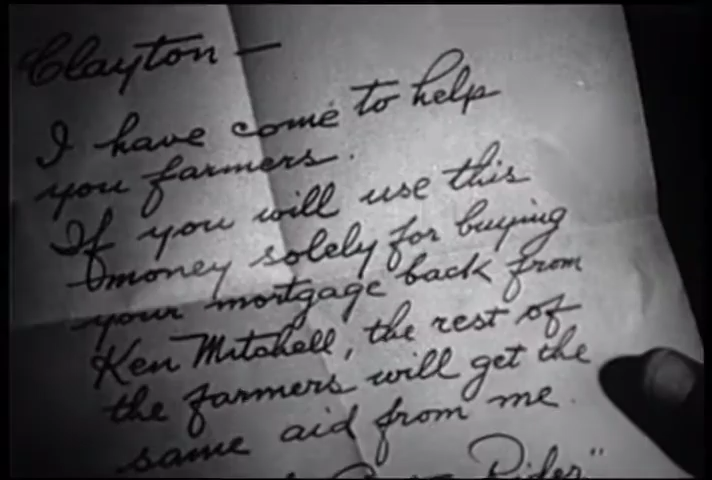 Clayton —
I have come to help
you farmers.
If you will use this
money solely for buying
your mortgage back from
Ken Mitchell, the rest of
the farmers will get the
same aid from me.
Rider"